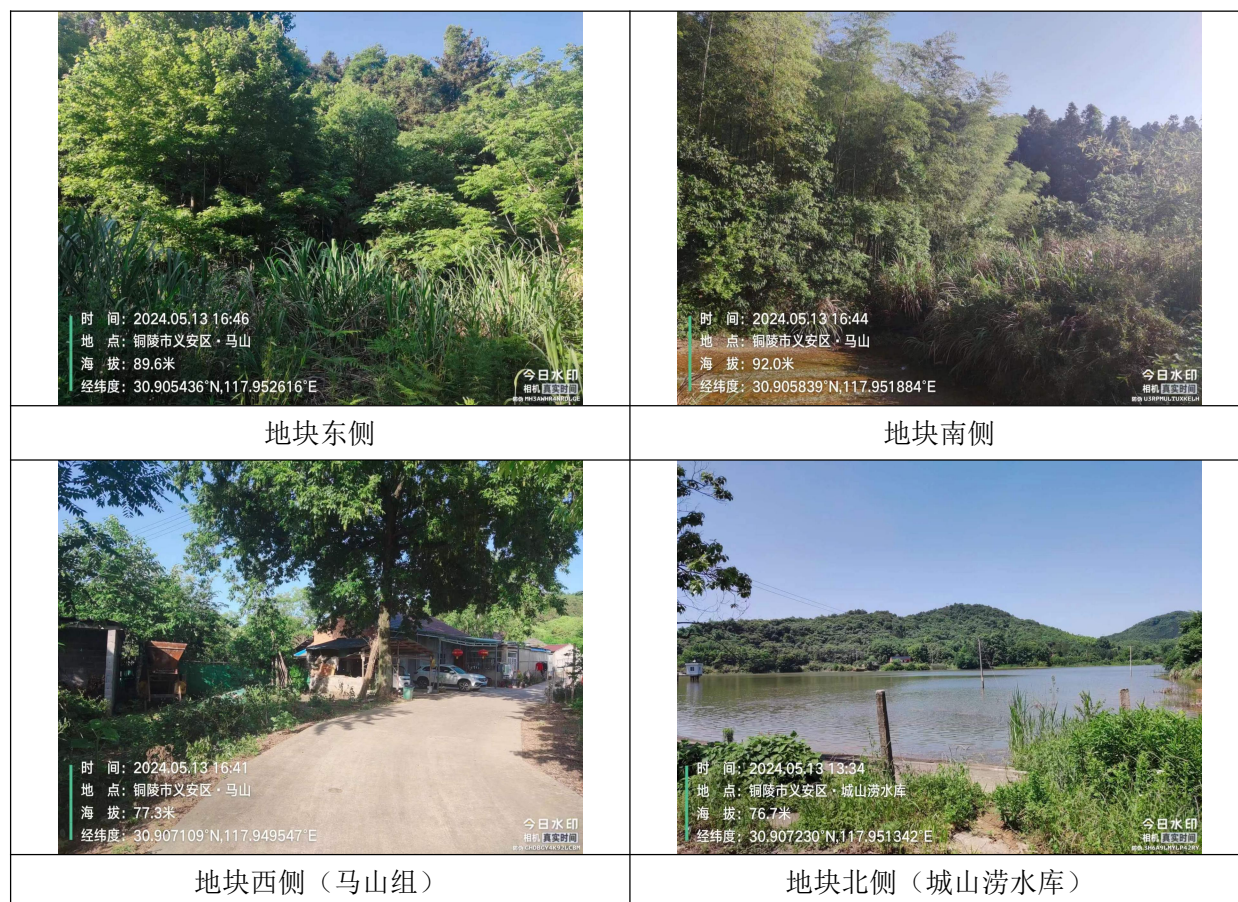 时 间：2024.05.13 16:46
地 点：铜陵市义安区·马山
海 拔：89.6米
经纬度：30.905436°N,117.952616°E
今日水印
相机 真实时间
时 间：2024.05.13 16:44
地 点：铜陵市义安区·马山
海 拔：92.0米
经纬度：30.905839°N,117.951884°E
今日水印
相机 真实时间
防伪 U3RPMULTUXKELH
地块东侧
地块南侧
时 间：2024.05.13 16:41
地 点：铜陵市义安区·马山
海 拔：77.3米
经纬度：30.907109°N,117.949547°E
今日水印
相机 真实时间
时 间：2024.05.13 13:34
地 点：铜陵市义安区·城山涝水库
海 拔：76.7米
经纬度：30.907230°N,117.951342°E
今日水印
相机 真实时间
地块西侧（马山组）
地块北侧（城山涝水库）